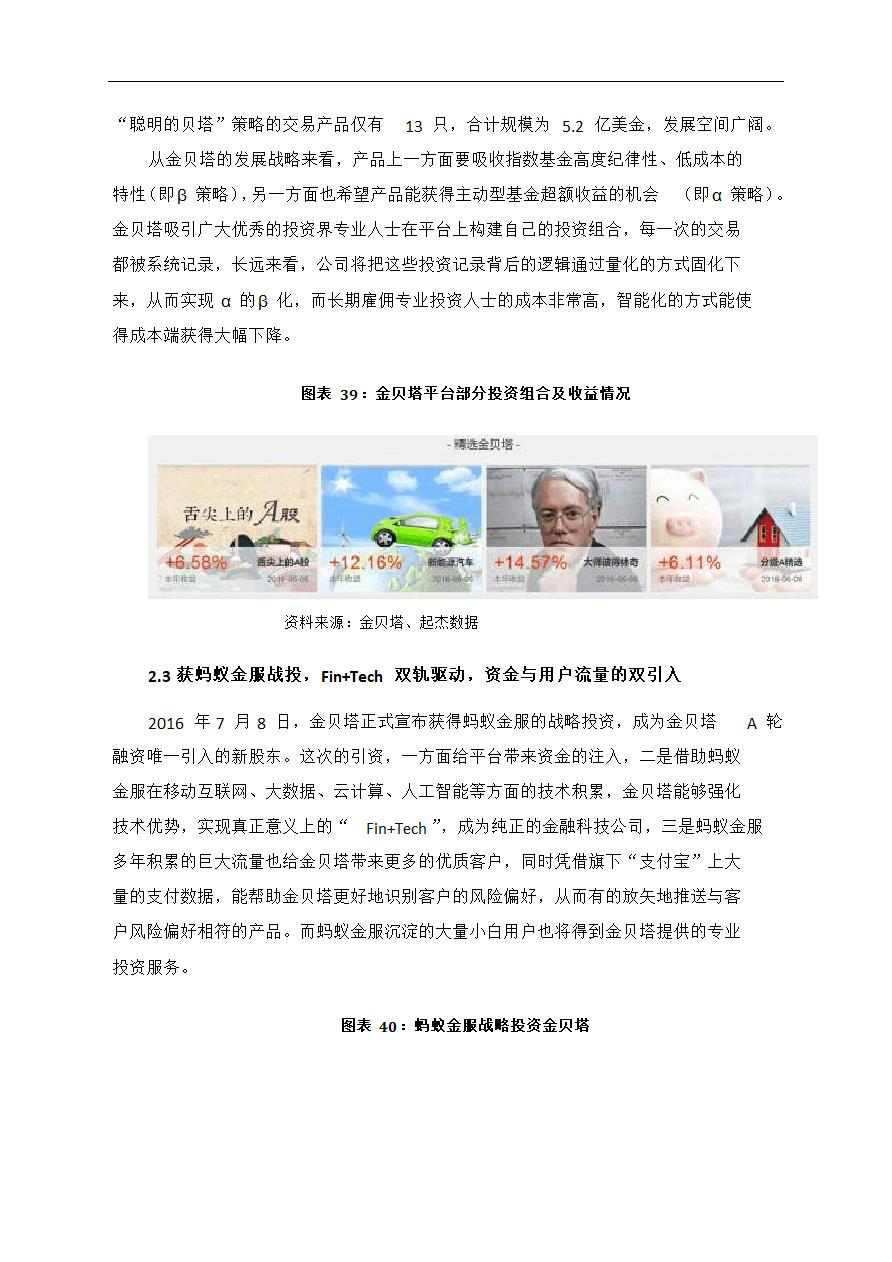 “聪明的贝塔”策略的交易产品仅有 13 只，合计规模为 5.2 亿美金，发展空间广阔。
从金贝塔的发展战略来看，产品上一方面要吸收指数基金高度纪律性、低成本的
特性（即β 策略），另一方面也希望产品能获得主动型基金超额收益的机会 （即α 策略）。
金贝塔吸引广大优秀的投资界专业人士在平台上构建自己的投资组合，每一次的交易
都被系统记录，长远来看，公司将把这些投资记录背后的逻辑通过量化的方式固化下
来，从而实现 α 的β 化，而长期雇佣专业投资人士的成本非常高，智能化的方式能使
得成本端获得大幅下降。
图表 39：金贝塔平台部分投资组合及收益情况
- 精选金贝塔 -
舌尖上的A股
+6.58% 舌尖上的A股 +12.16% 新能源汽车 +14.57% 大师彼得林奇 +6.11% 分级A精选
本年收益 2016-06-06 本年收益 2016-06-06 本年收益 2016-06-06 本年收益 2016-06-06
资料来源：金贝塔、起杰数据
2.3 获蚂蚁金服战投，Fin+Tech 双轨驱动，资金与用户流量的双引入
2016 年 7 月 8 日，金贝塔正式宣布获得蚂蚁金服的战略投资，成为金贝塔 A 轮
融资唯一引入的新股东。这次的引资，一方面给平台带来资金的注入，二是借助蚂蚁
金服在移动互联网、大数据、云计算、人工智能等方面的技术积累，金贝塔能够强化
技术优势，实现真正意义上的“ Fin+Tech ”，成为纯正的金融科技公司，三是蚂蚁金服
多年积累的巨大流量也给金贝塔带来更多的优质客户，同时凭借旗下“支付宝”上大
量的支付数据，能帮助金贝塔更好地识别客户的风险偏好，从而有的放矢地推送与客
户风险偏好相符的产品。而蚂蚁金服沉淀的大量小白用户也将得到金贝塔提供的专业
投资服务。
图表 40：蚂蚁金服战略投资金贝塔